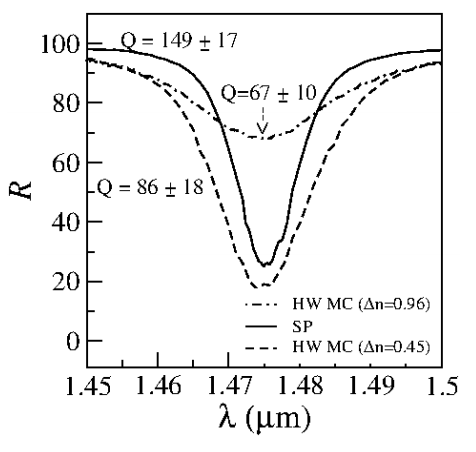 Q = 149 ± 17
Q=67 ± 10
Q = 86 ± 18
R
100
80
60
40
20
0
HW MC (Δn=0.96)
SP
HW MC (Δn=0.45)
1.45 1.46 1.47 1.48 1.49 1.5
λ (μm)